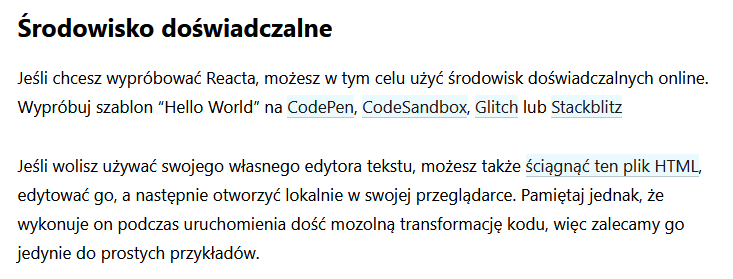 Środowisko doświadczalne
Jeśli chcesz wypróbować Reacta, możesz w tym celu użyć środowisk doświadczalnych online.
Wypróbuj szablon “Hello World” na CodePen, CodeSandbox, Glitch lub Stackblitz
Jeśli wolisz używać swojego własnego edytora tekstu, możesz także ściągnąć ten plik HTML,
edytować go, a następnie otworzyć lokalnie w swojej przeglądarce. Pamiętaj jednak, że
wykonuje on podczas uruchomienia dość mozolną transformację kodu, więc zalecamy go
jedynie do prostych przykładów.